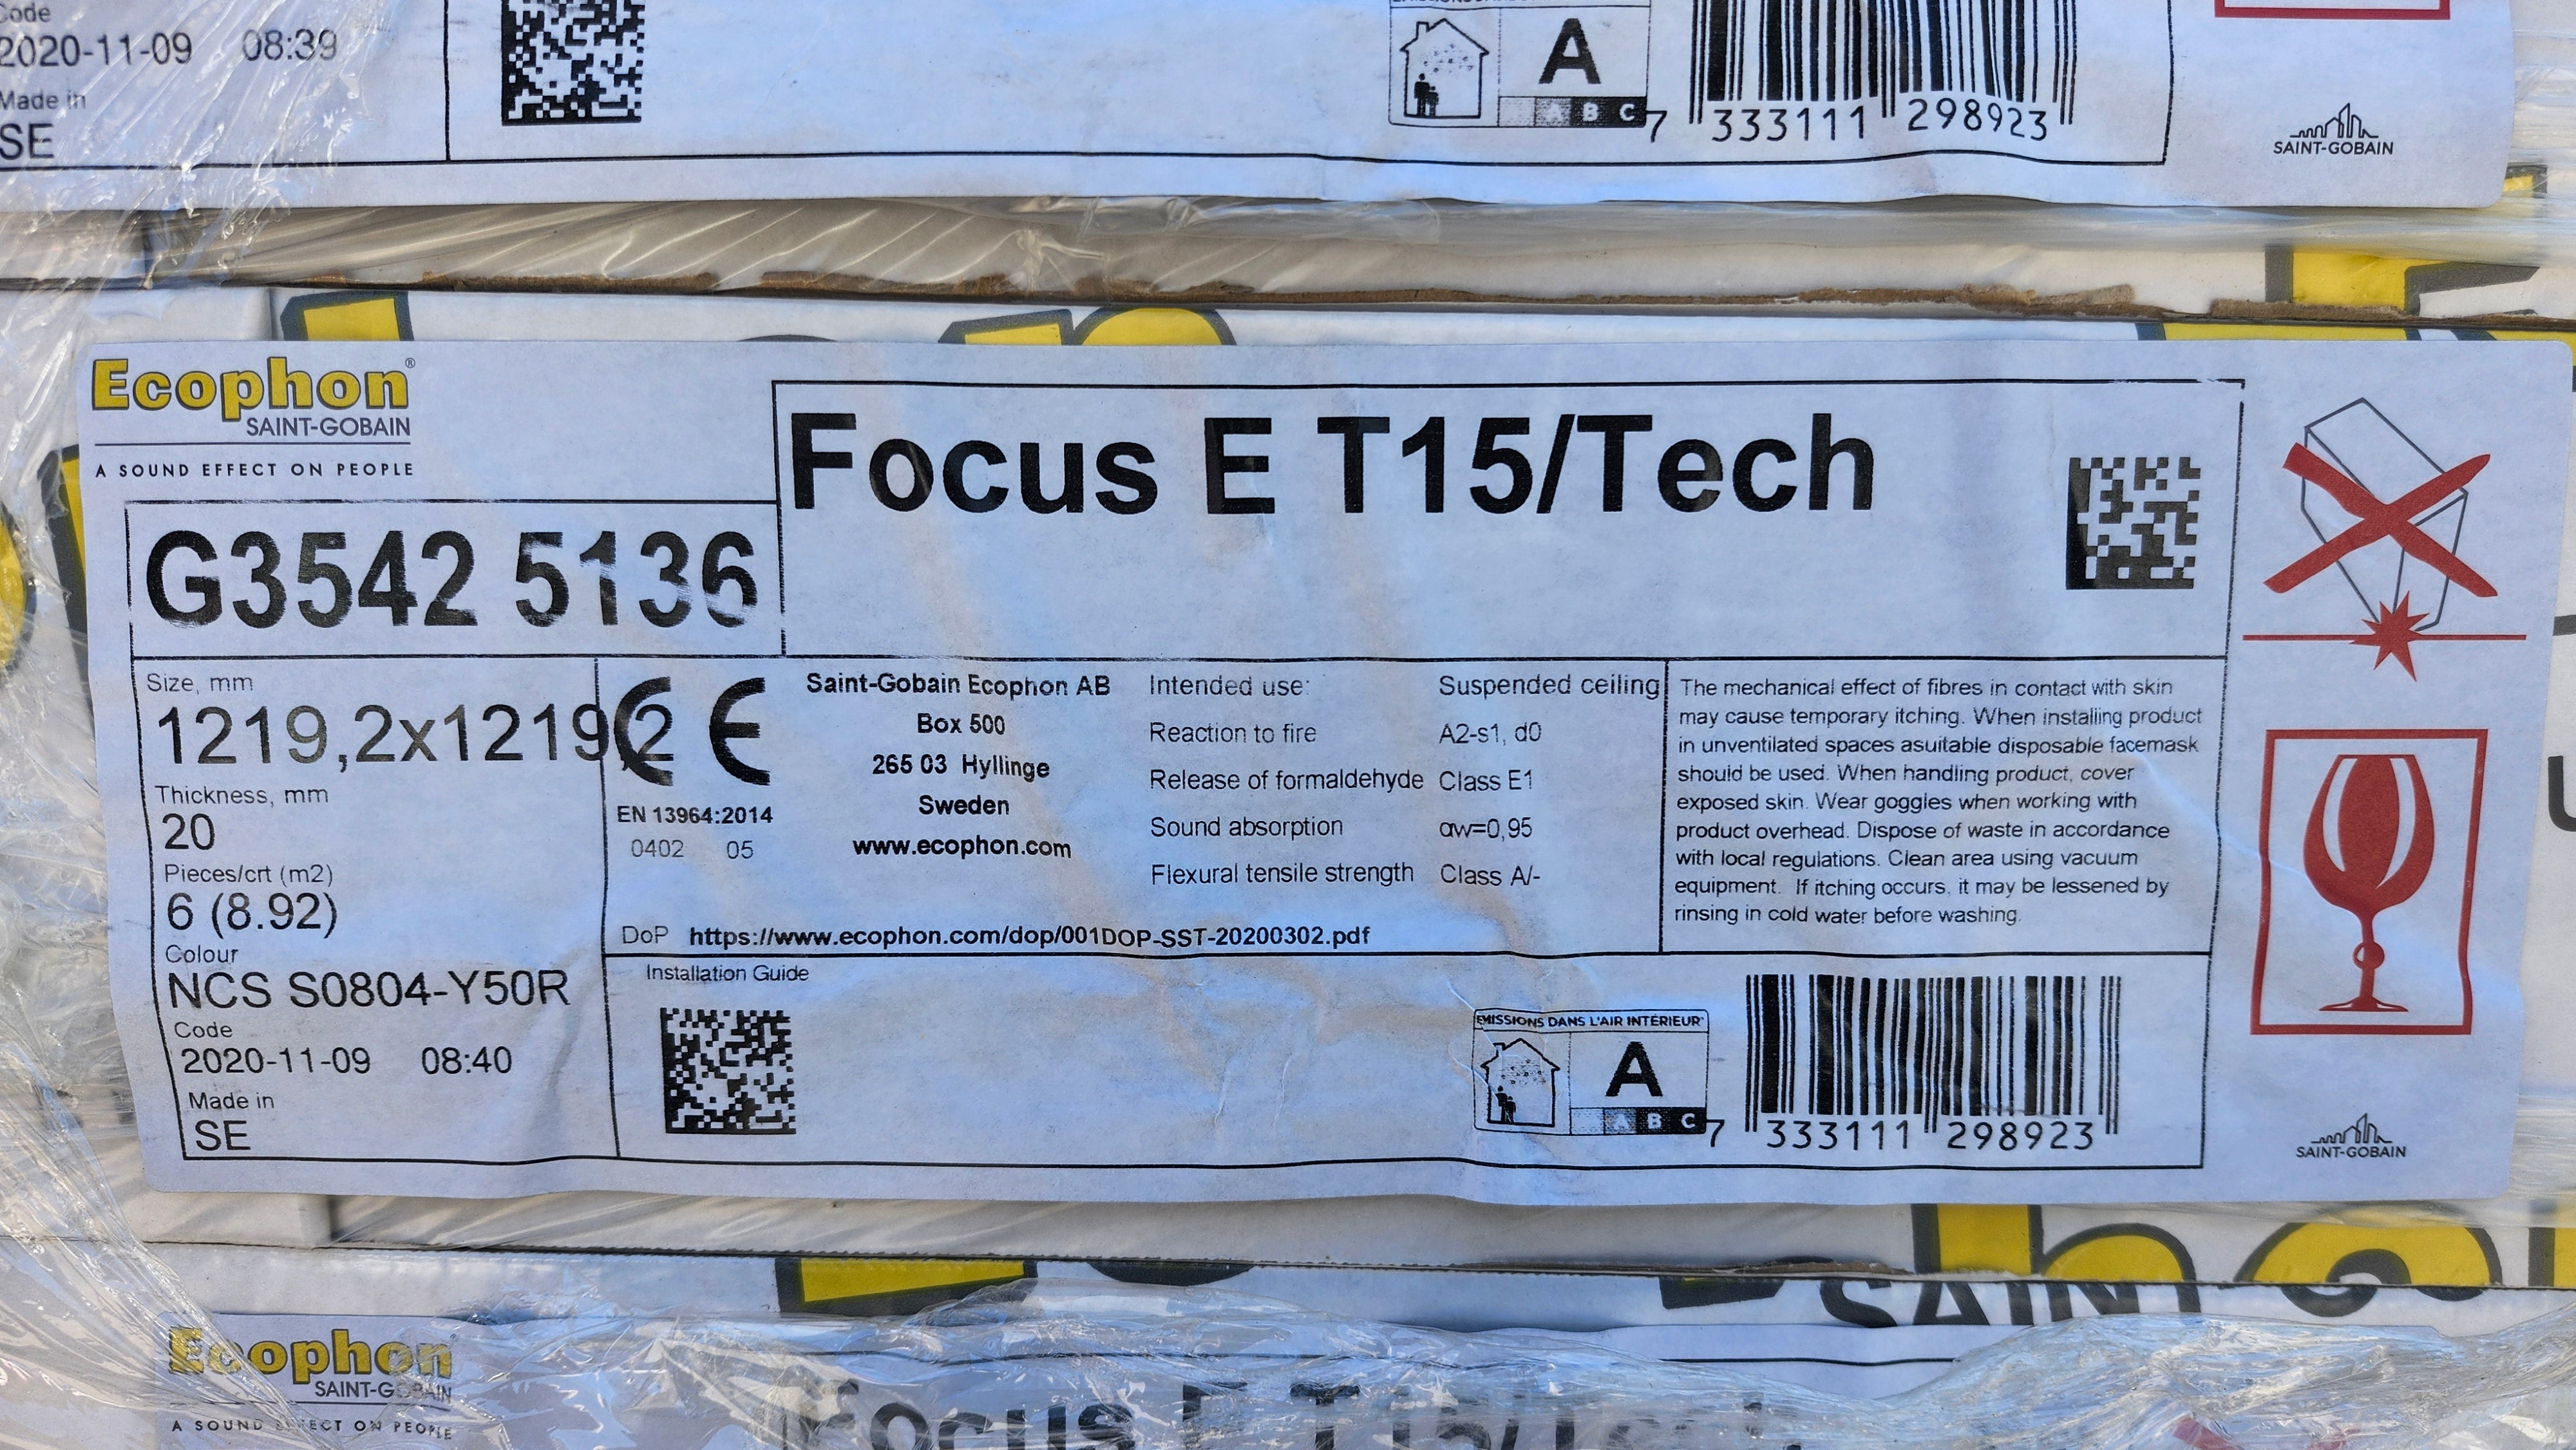 Code
2020-11-09 08:39
Made in
SE
A
A B C
7 333111 298923
SAINT-GOBAIN
Ecophon®
SAINT-GOBAIN
A SOUND EFFECT ON PEOPLE
Focus E T15/Tech
G3542 5136
Size, mm
1219,2x1219,2
Thickness, mm
20
Pieces/crt (m2)
6 (8.92)
Colour
NCS S0804-Y50R
Code
2020-11-09 08:40
Made in
SE
CE
EN 13964:2014
0402 05
Saint-Gobain Ecophon AB
Box 500
265 03 Hyllinge
Sweden
www.ecophon.com
Intended use: Suspended ceiling
Reaction to fire A2-s1, d0
Release of formaldehyde Class E1
Sound absorption αw=0,95
Flexural tensile strength Class A/-
DoP https://www.ecophon.com/dop/001DOP-SST-20200302.pdf
The mechanical effect of fibres in contact with skin
may cause temporary itching. When installing product
in unventilated spaces asuitable disposable facemask
should be used. When handling product, cover
exposed skin. Wear goggles when working with
product overhead. Dispose of waste in accordance
with local regulations. Clean area using vacuum
equipment. If itching occurs, it may be lessened by
rinsing in cold water before washing.
Installation Guide
EMISSIONS DANS L'AIR INTÉRIEUR*
A
A B C
7 333111 298923
SAINT-GOBAIN
SAINT
Ecophon
SAINT-GOBAIN
A SOUND EFFECT ON PEOPLE
Focus E T15/Tech